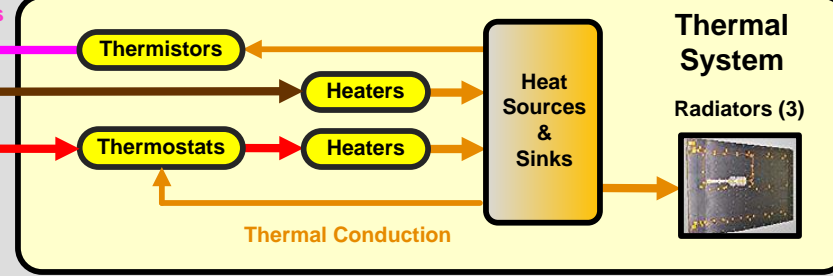 s
Thermal
System
Thermistors
Heaters
Thermostats
Heaters
Heat
Sources
&
Sinks
Radiators (3)
Thermal Conduction